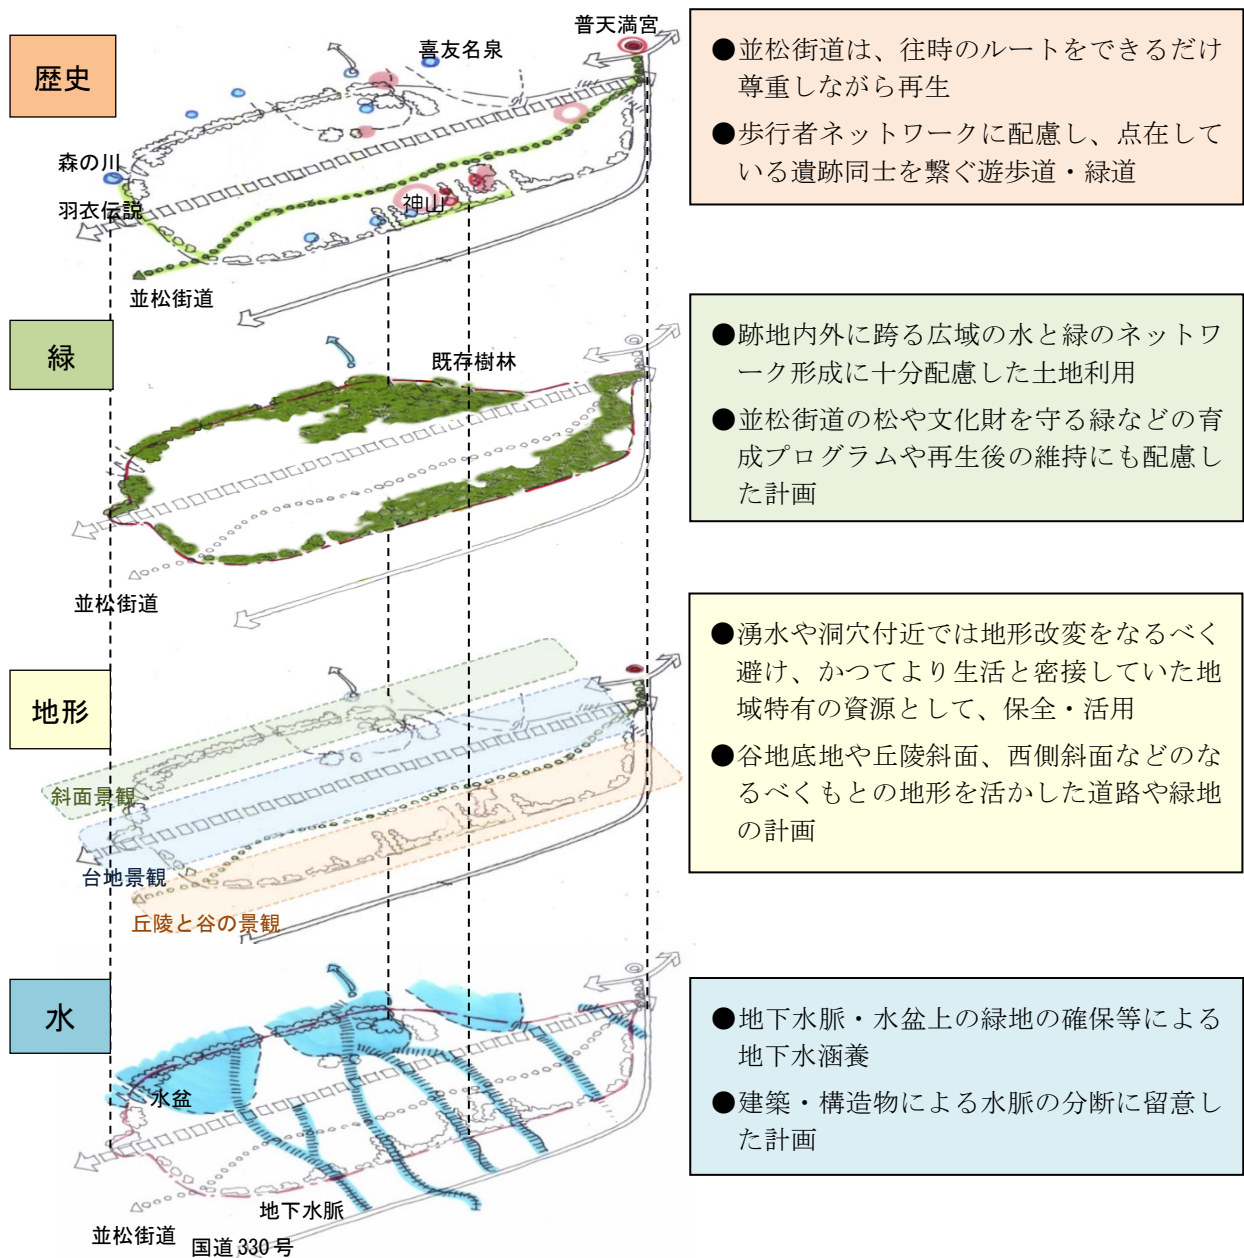 歴史
普天満宮
喜友名泉
森の川
羽衣伝説
神山
並松街道
●並松街道は、往時のルートをできるだけ
尊重しながら再生
●歩行者ネットワークに配慮し、点在して
いる遺跡同士を繋ぐ遊歩道・緑道
緑
既存樹林
並松街道
●跡地内外に跨る広域の水と緑のネットワ
ーク形成に十分配慮した土地利用
●並松街道の松や文化財を守る緑などの育
成プログラムや再生後の維持にも配慮し
た計画
地形
斜面景観
台地景観
丘陵と谷の景観
●湧水や洞穴付近では地形改変をなるべく
避け、かつてより生活と密接していた地
域特有の資源として、保全・活用
●谷地底地や丘陵斜面、西側斜面などのな
るべくもとの地形を活かした道路や緑地
の計画
水
水盆
地下水脈
並松街道
国道330号
●地下水脈・水盆上の緑地の確保等による
地下水涵養
●建築・構造物による水脈の分断に留意し
た計画